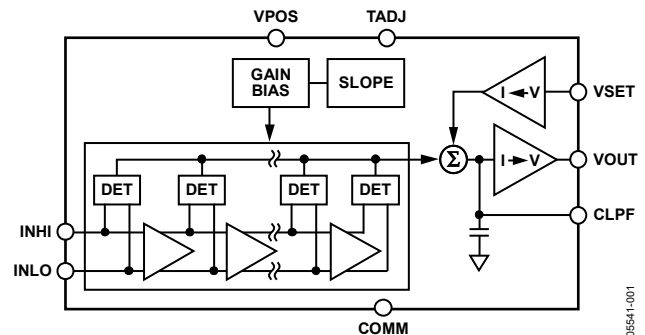 VPOS TADJ
GAIN
BIAS
SLOPE
I V
VSET
Σ
I V
VOUT
DET DET DET DET
CLPF
INHI
INLO
COMM
05541-001